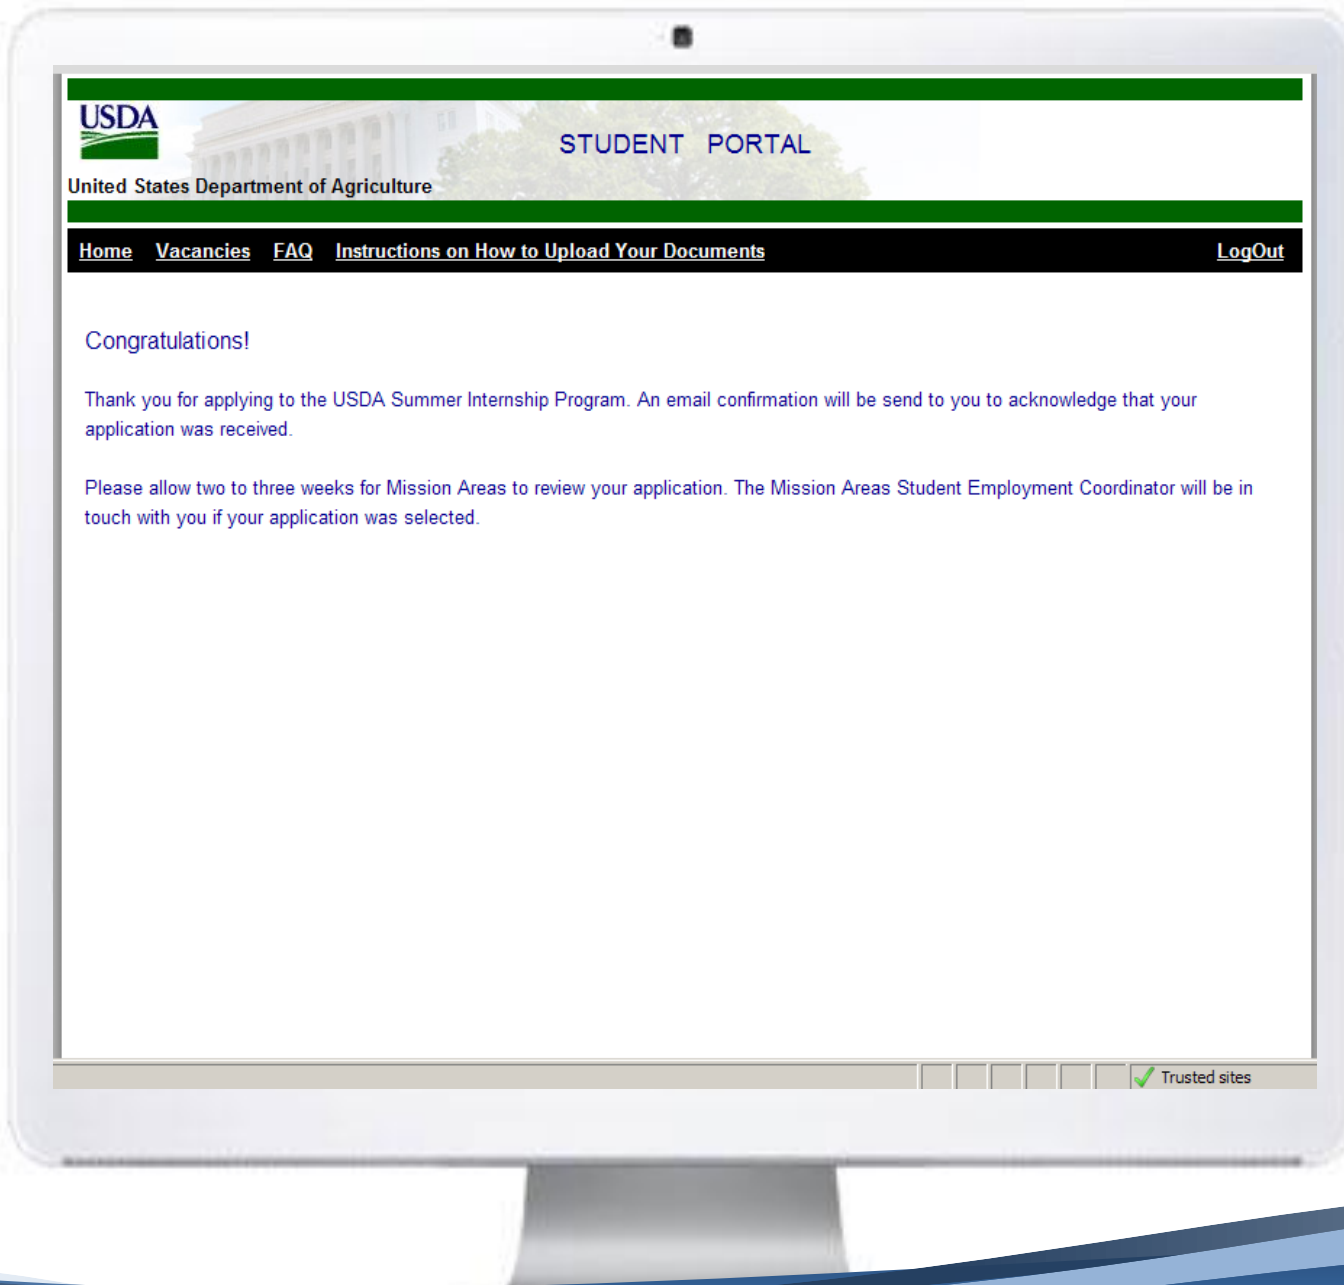 USDA
STUDENT PORTAL
United States Department of Agriculture
Home Vacancies FAQ Instructions on How to Upload Your Documents LogOut
Congratulations!
Thank you for applying to the USDA Summer Internship Program. An email confirmation will be send to you to acknowledge that your
application was received.
Please allow two to three weeks for Mission Areas to review your application. The Mission Areas Student Employment Coordinator will be in
touch with you if your application was selected.
Trusted sites